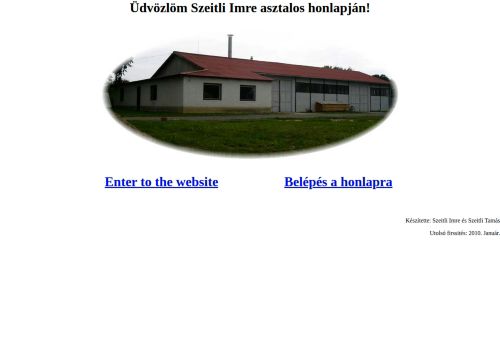 Üdvözlöm Szeitli Imre asztalos honlapján!
Enter to the website
Belépés a honlapra
Készítette: Szeitli Imre és Szeitli Tamás
Utolsó firssítés: 2010. Január.